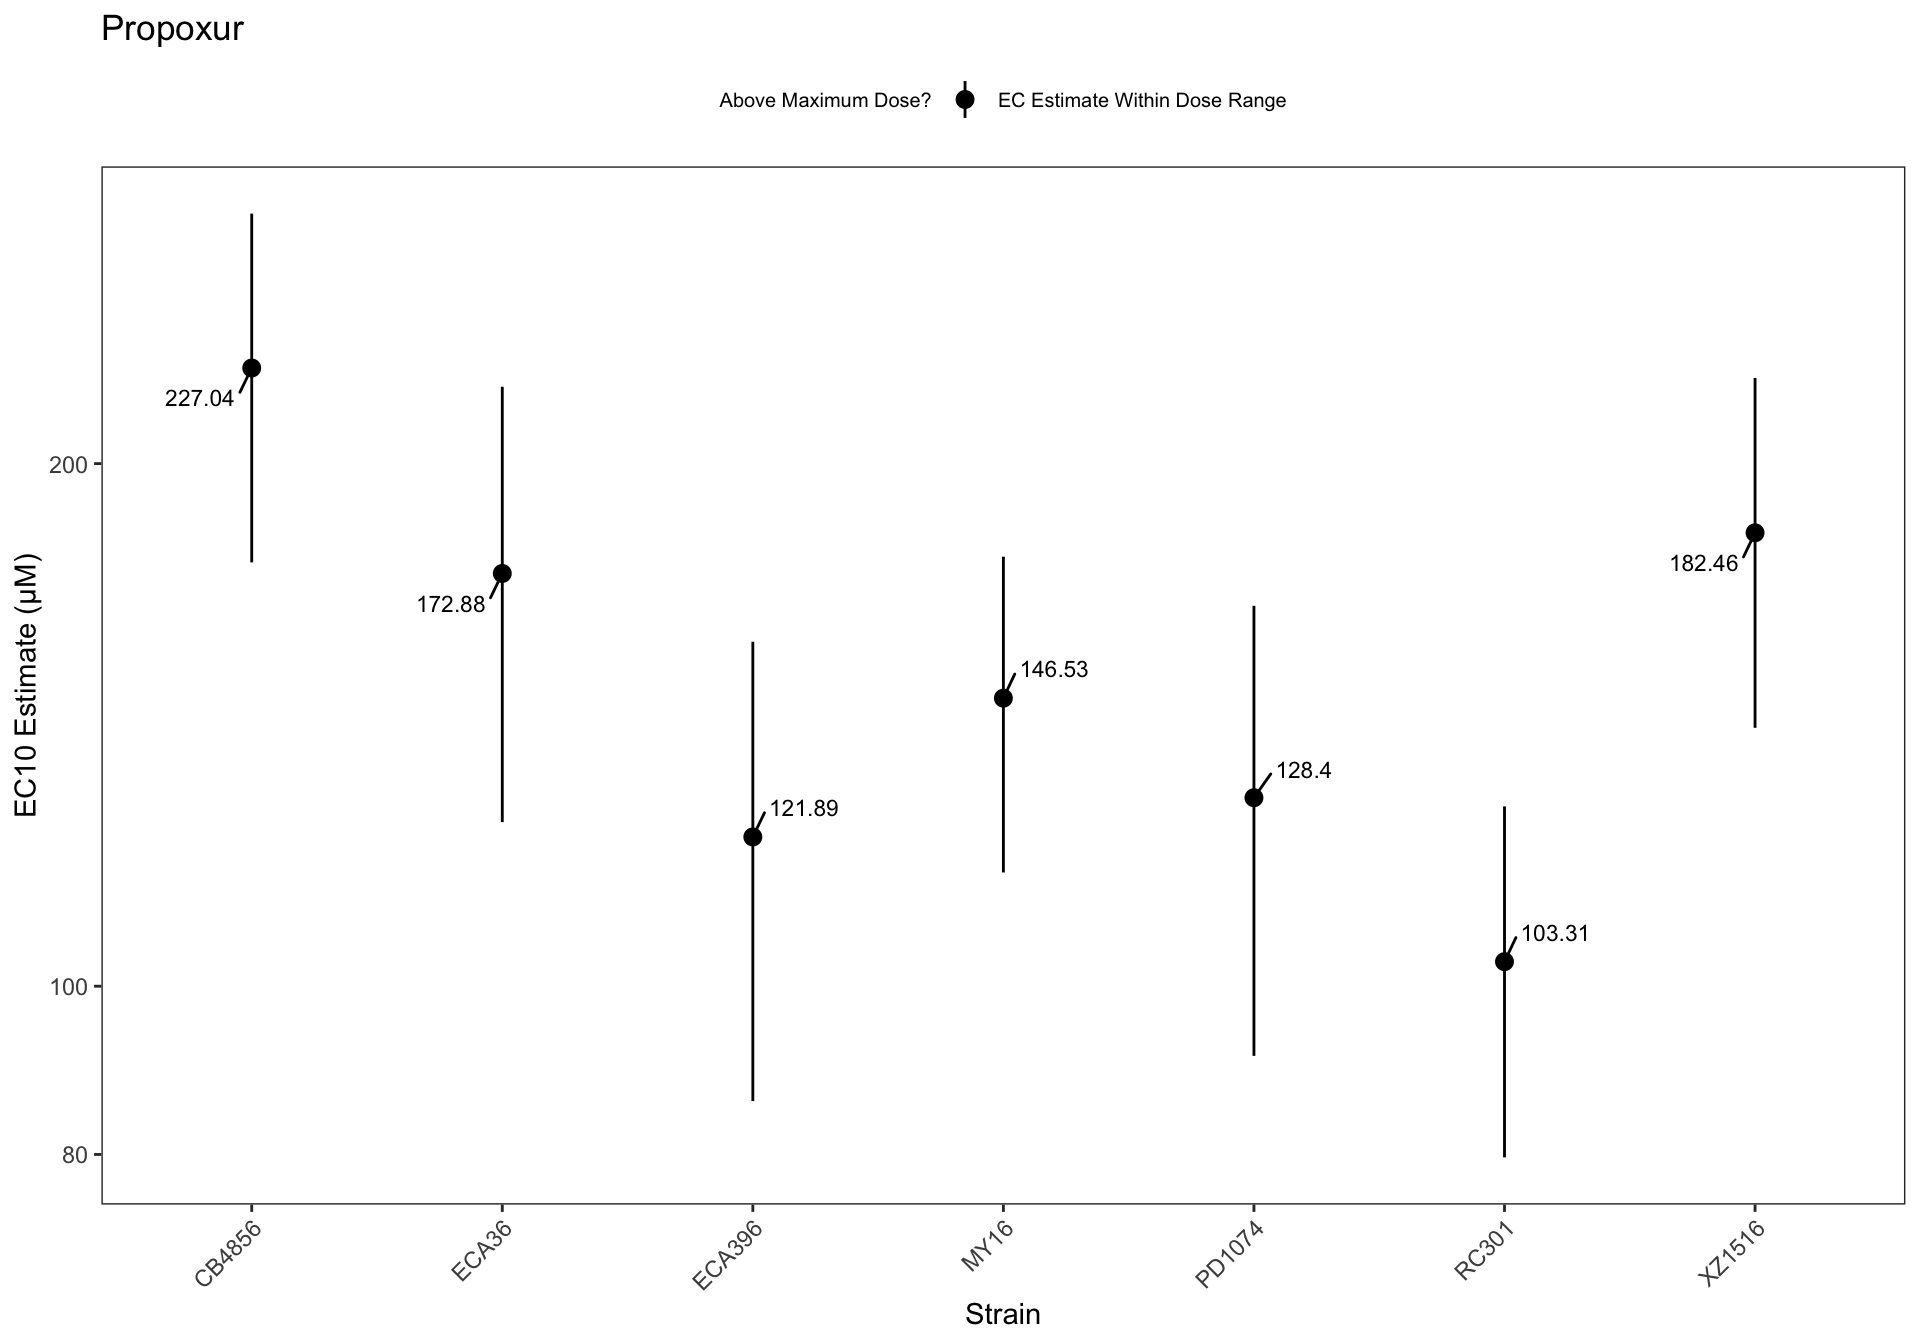 Propoxur
Above Maximum Dose? EC Estimate Within Dose Range
227.04
200
172.88
182.46
146.53
128.4
121.89
103.31
100
80
EC10 Estimate (µM)
CB4856 ECA36 ECA396 MY16 PD1074 RC301 XZ1516
Strain